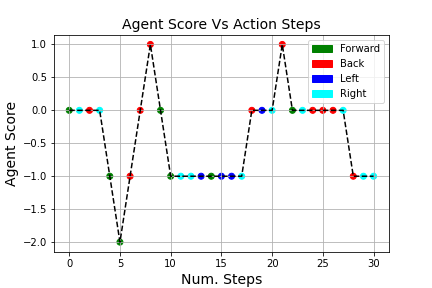 Agent Score Vs Action Steps
1.0
0.5
0.0
−0.5
−1.0
−1.5
−2.0
Agent Score
Forward
Back
Left
Right
0 5 10 15 20 25 30
Num. Steps